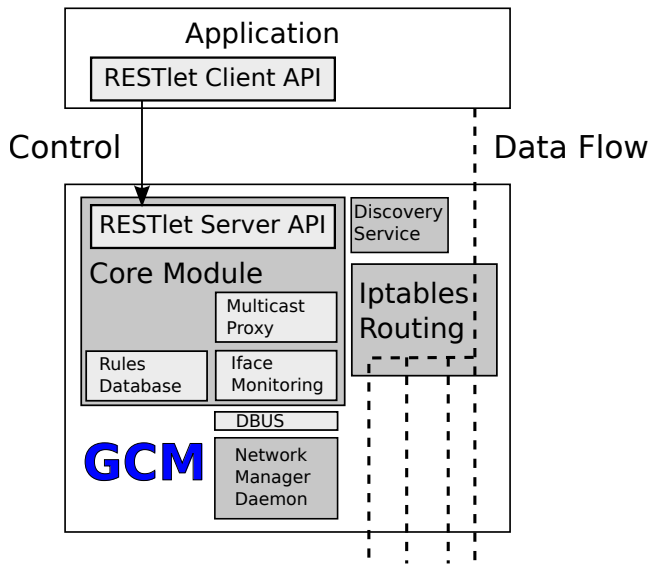 Application
RESTlet Client API
Control
Data Flow
RESTlet Server API
Core Module
Discovery
Service
Iptables
Routing
Multicast
Proxy
Rules
Database
Iface
Monitoring
DBUS
GCM
Network
Manager
Daemon